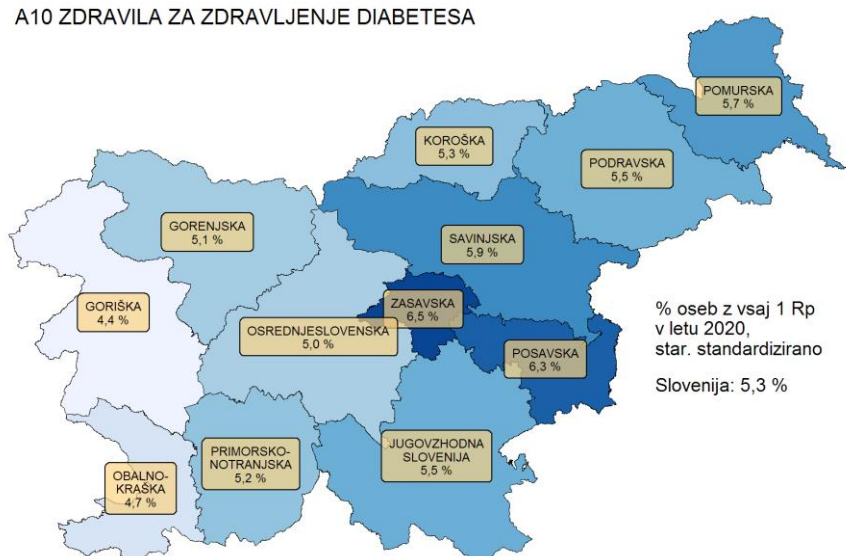 A10 ZDRAVILA ZA ZDRAVLJENJE DIABETESA
POMURSKA
5,7 %
KOROŠKA
5,3 %
PODRAVSKA
5,5 %
GORENJSKA
5,1 %
SAVINJSKA
5,9 %
GORIŠKA
4,4 %
ZASAVSKA
6,5 %
OSREDNJESLOVENSKA
5,0 %
POSAVSKA
6,3 %
% oseb z vsaj 1 Rp
v letu 2020,
star. standardizirano
Slovenija: 5,3 %
OBALNO-
KRAŠKA
4,7 %
PRIMORSKO-
NOTRANJSKA
5,2 %
JUGOVZHODNA
SLOVENIJA
5,5 %